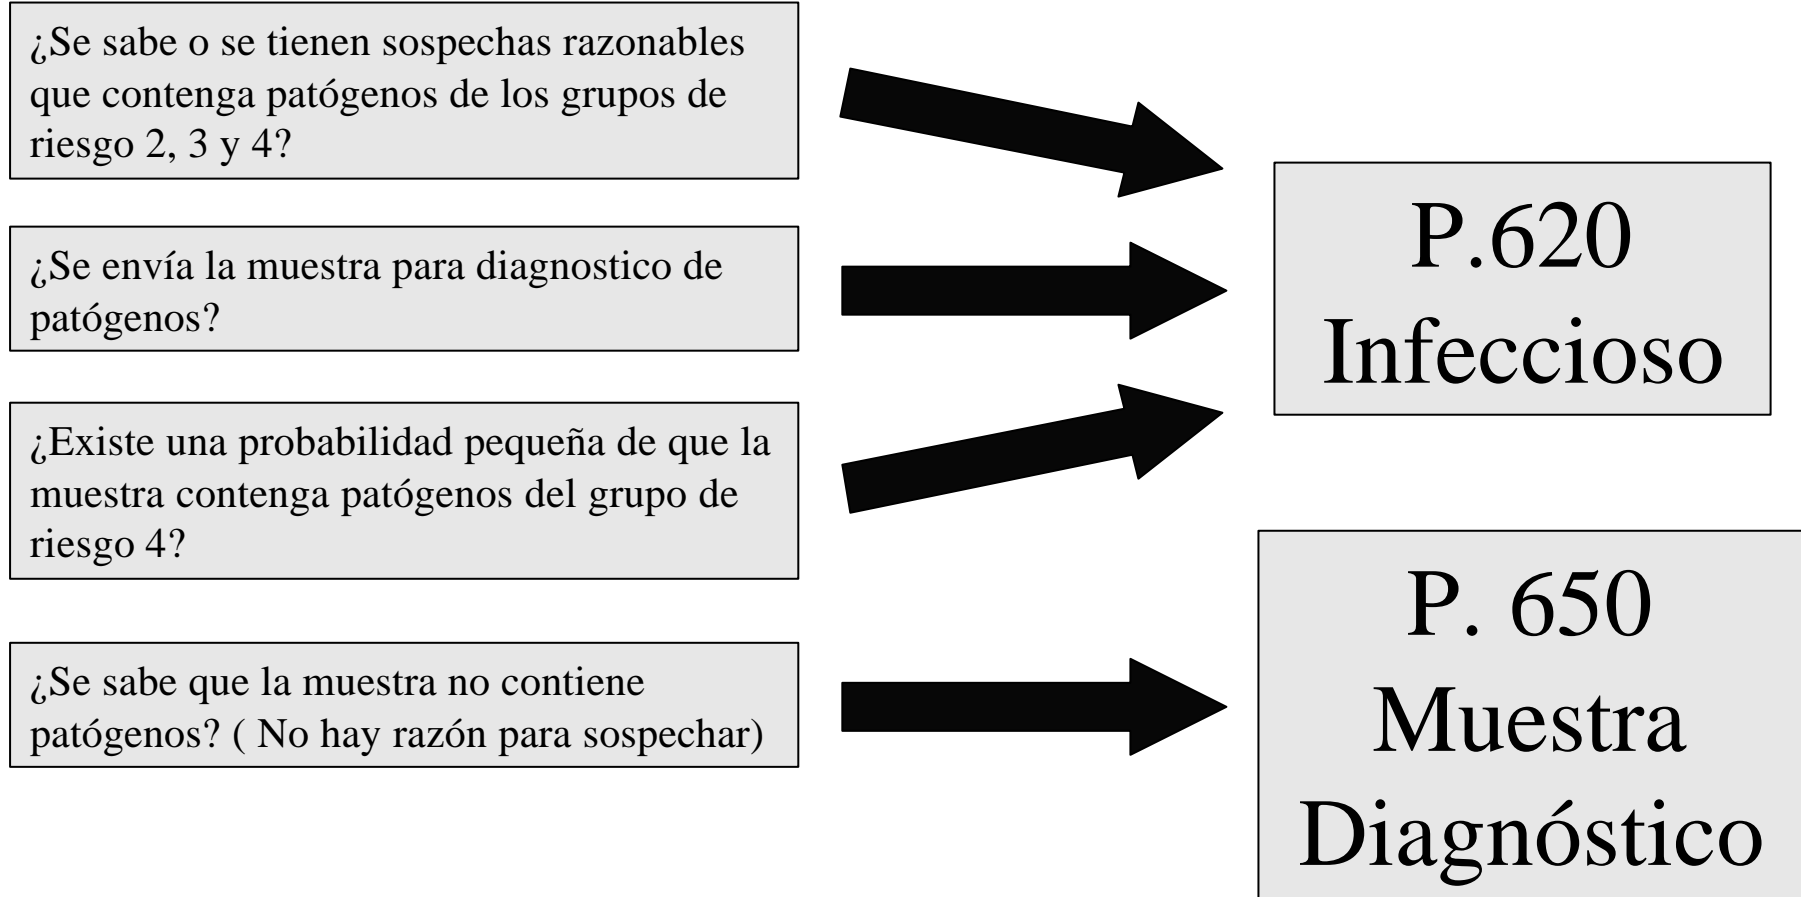 ¿Se sabe o se tienen sospechas razonables
que contenga patógenos de los grupos de
riesgo 2, 3 y 4?
¿Se envía la muestra para diagnostico de
patógenos?
¿Existe una probabilidad pequeña de que la
muestra contenga patógenos del grupo de
riesgo 4?
¿Se sabe que la muestra no contiene
patógenos? ( No hay razón para sospechar)
P.620
Infeccioso
P. 650
Muestra
Diagnóstico